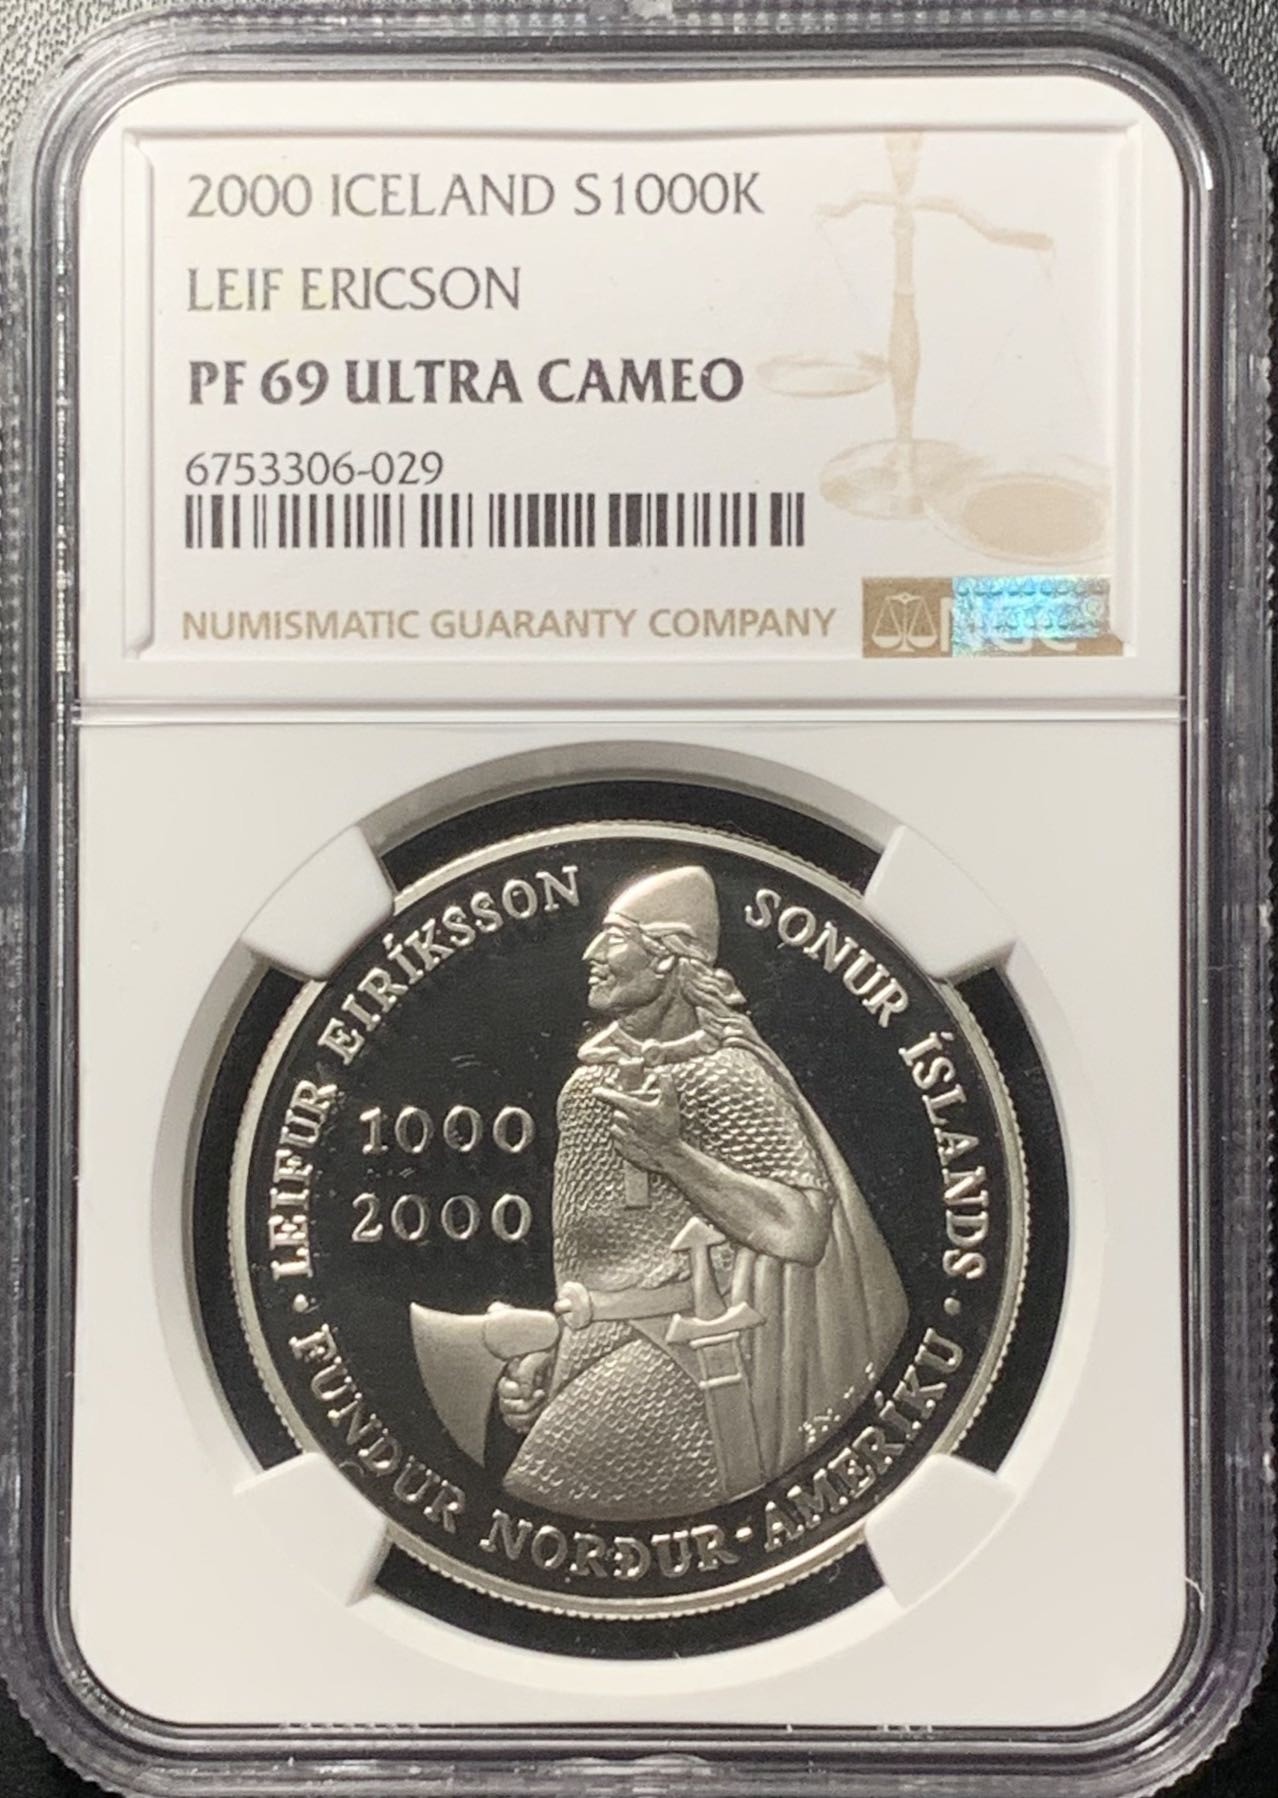 2000 ICELAND S1000K
LEIF ERICSON
PF 69 ULTRA CAMEO
6753306-029
NUMISMATIC GUARANTY COMPANY
NGC
· LEIFUR EIRÍKSSON SONUR ÍSLANDS ·
1000
2000
FUNDUR NORÐUR·AMERÍKU